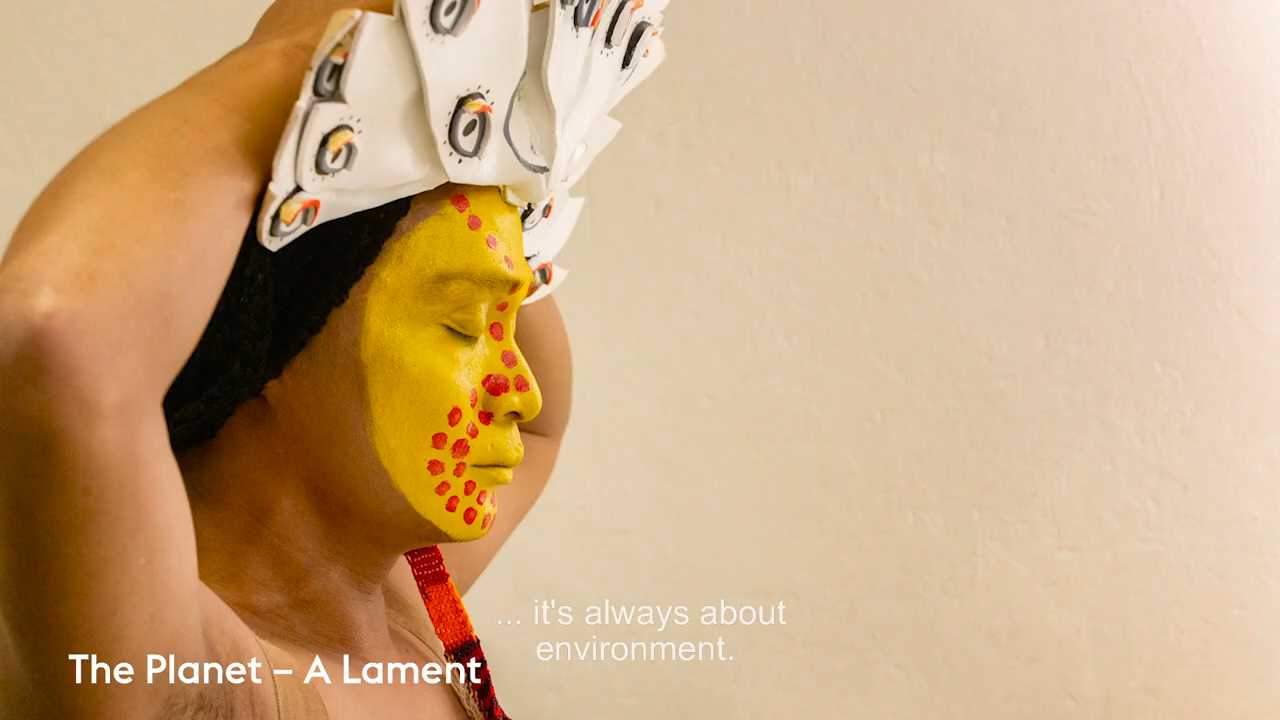 ... it's always about
environment.
The Planet – A Lament